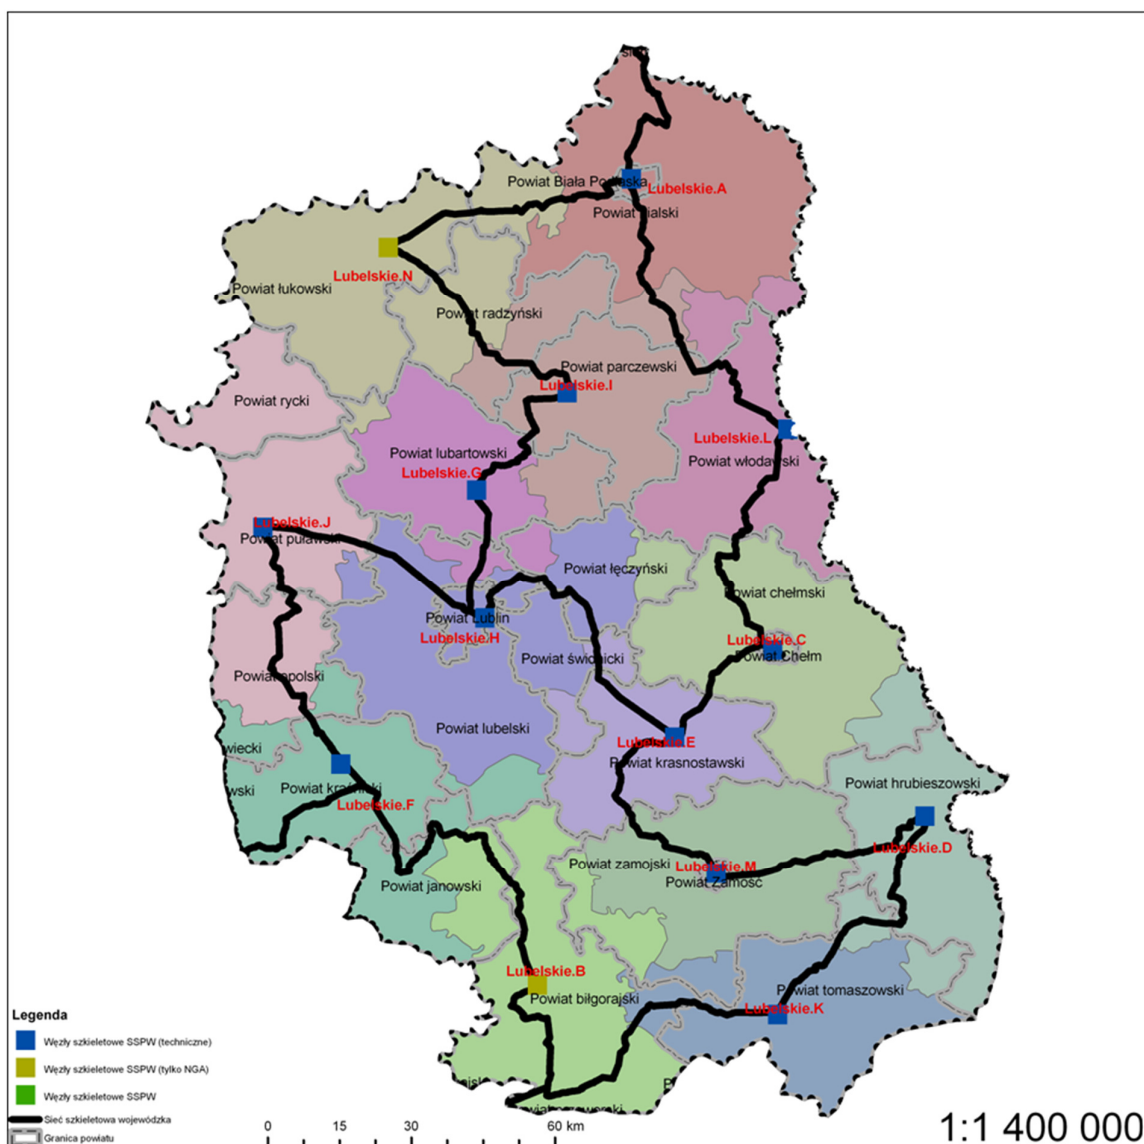 Powiat Biała Podlaska
Lubelskie.A
Powiat bialski
Lubelskie.N
Powiat łukowski
Powiat radzyński
Powiat parczewski
Lubelskie.I
Powiat rycki
Lubelskie.L
Powiat lubartowski
Powiat włodawski
Lubelskie.G
Lubelskie.J
Powiat puławski
Powiat łęczyński
Powiat chełmski
Powiat Lublin
Lubelskie.H
Lubelskie.C
Powiat Chełm
Powiat świdnicki
Powiat opolski
Powiat lubelski
Lubelskie.E
wiecki
Powiat krasnostawski
Powiat hrubieszowski
wski
Powiat kraśnicki
Lubelskie.F
Lubelskie.D
Powiat zamojski
Lubelskie.M
Powiat Zamość
Powiat janowski
Lubelskie.B
Powiat biłgorajski
Powiat tomaszowski
Lubelskie.K
Legenda
Węzły szkieletowe SSPW (techniczne)
Węzły szkieletowe SSPW (tylko NGA)
Węzły szkieletowe SSPW
Sieć szkieletowa wojewódzka
Granica powiatu
0 15 30 60 km
1:1 400 000